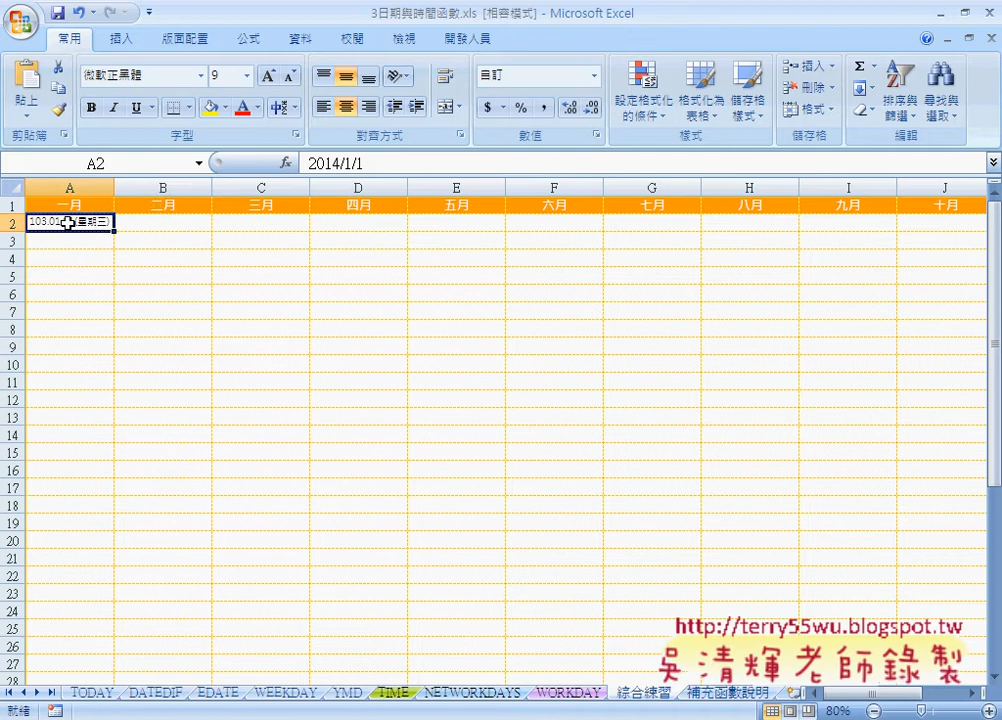 3日期與時間函數.xls [相容模式] - Microsoft Excel
常用 插入 版面配置 公式 資料 校閱 檢視 開發人員
貼上 微軟正黑體 9 自訂 設定格式化的條件 格式化為表格 儲存格樣式 插入 刪除 格式 排序與篩選 尋找與選取
剪貼簿 字型 對齊方式 數值 樣式 儲存格 編輯
A2 fx 2014/1/1
A B C D E F G H I J
1 一月 二月 三月 四月 五月 六月 七月 八月 九月 十月
2 103.01 (星期三)
3
4
5
6
7
8
9
10
11
12
13
14
15
16
17
18
19
20
21
22
23
24
25
26
27
28
http://terry55wu.blogspot.tw
吳清輝老師錄製
TODAY DATEDIF EDATE WEEKDAY YMD TIME NETWORKDAYS WORKDAY 綜合練習 補充函數說明
就緒 80%